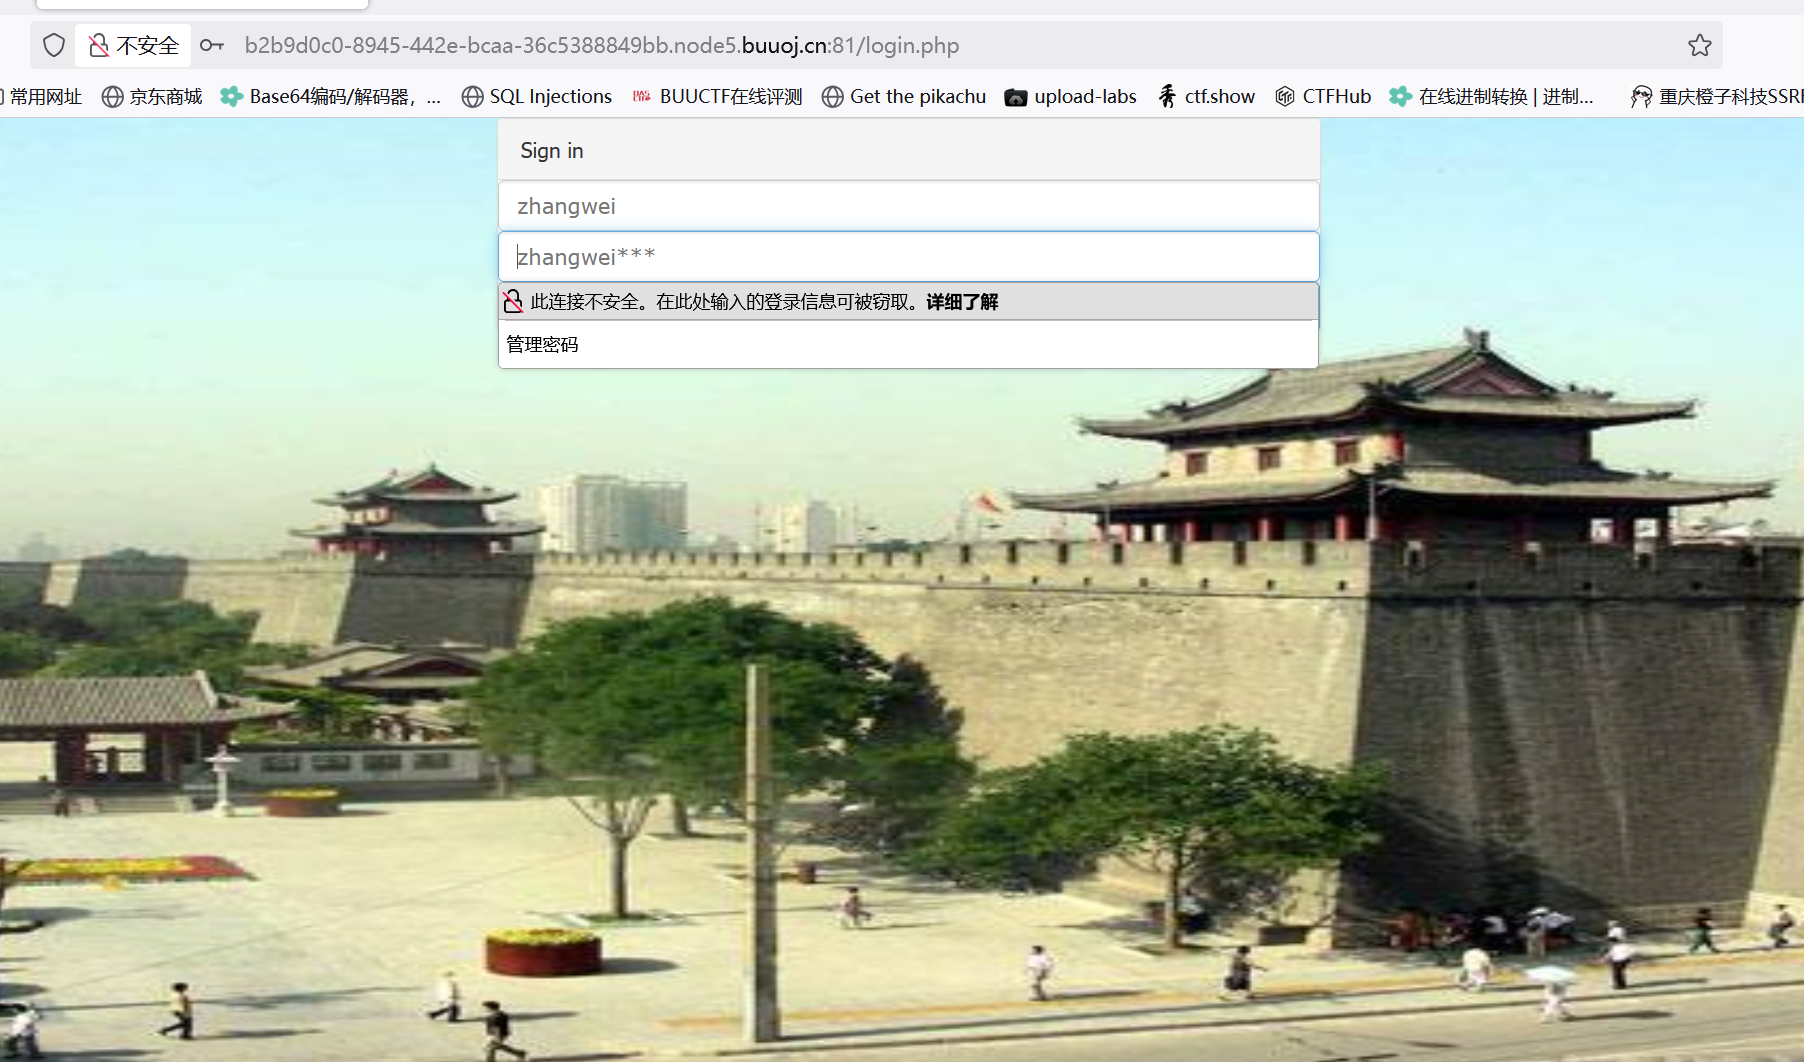 不安全 b2b9d0c0-8945-442e-bcaa-36c5388849bb.node5.buuoj.cn:81/login.php
常用网址 京东商城 Base64编码/解码器，... SQL Injections BUUCTF在线评测 Get the pikachu upload-labs ctf.show CTFHub 在线进制转换 | 进制... 重庆橙子科技SSRF
Sign in
zhangwei
zhangwei***
此连接不安全。在此处输入的登录信息可被窃取。详细了解
管理密码